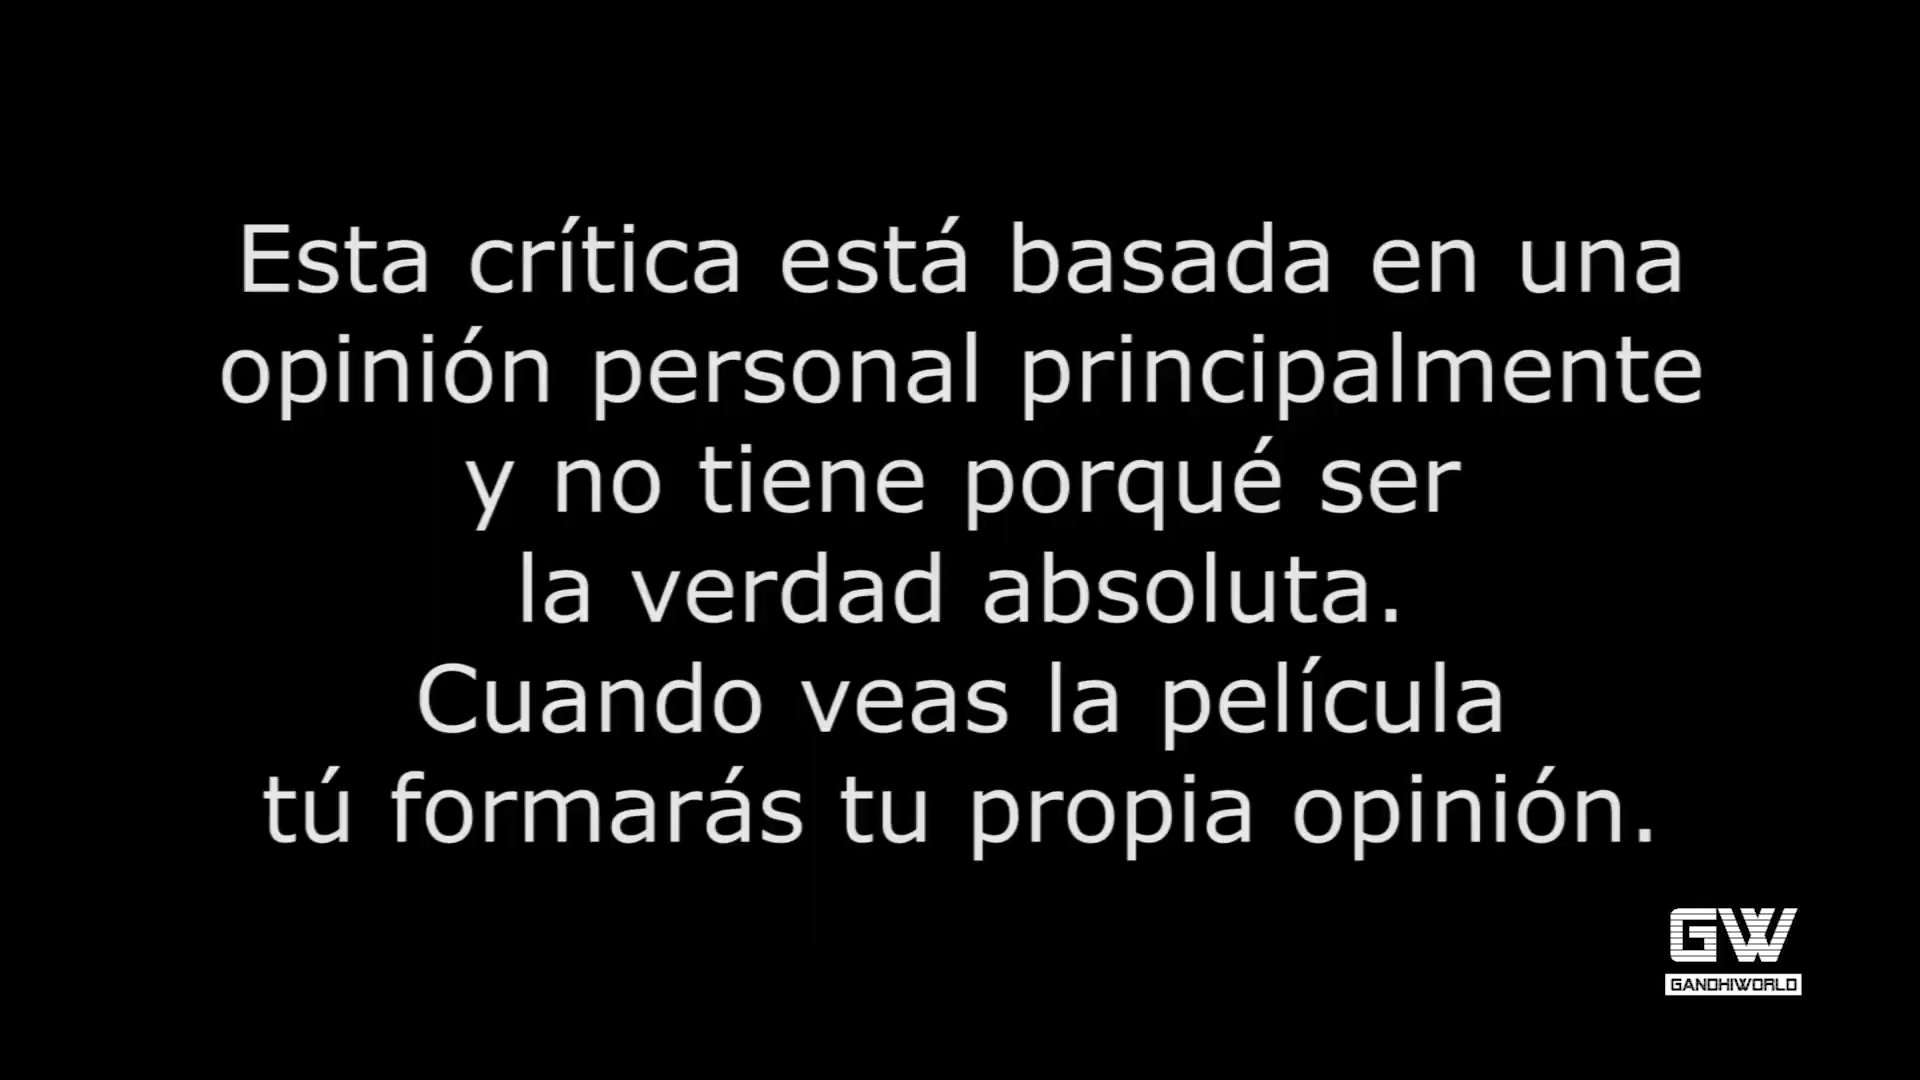 Esta crítica está basada en una
opinión personal principalmente
y no tiene porqué ser
la verdad absoluta.
Cuando veas la película
tú formarás tu propia opinión.
GW
GANDHIWORLD